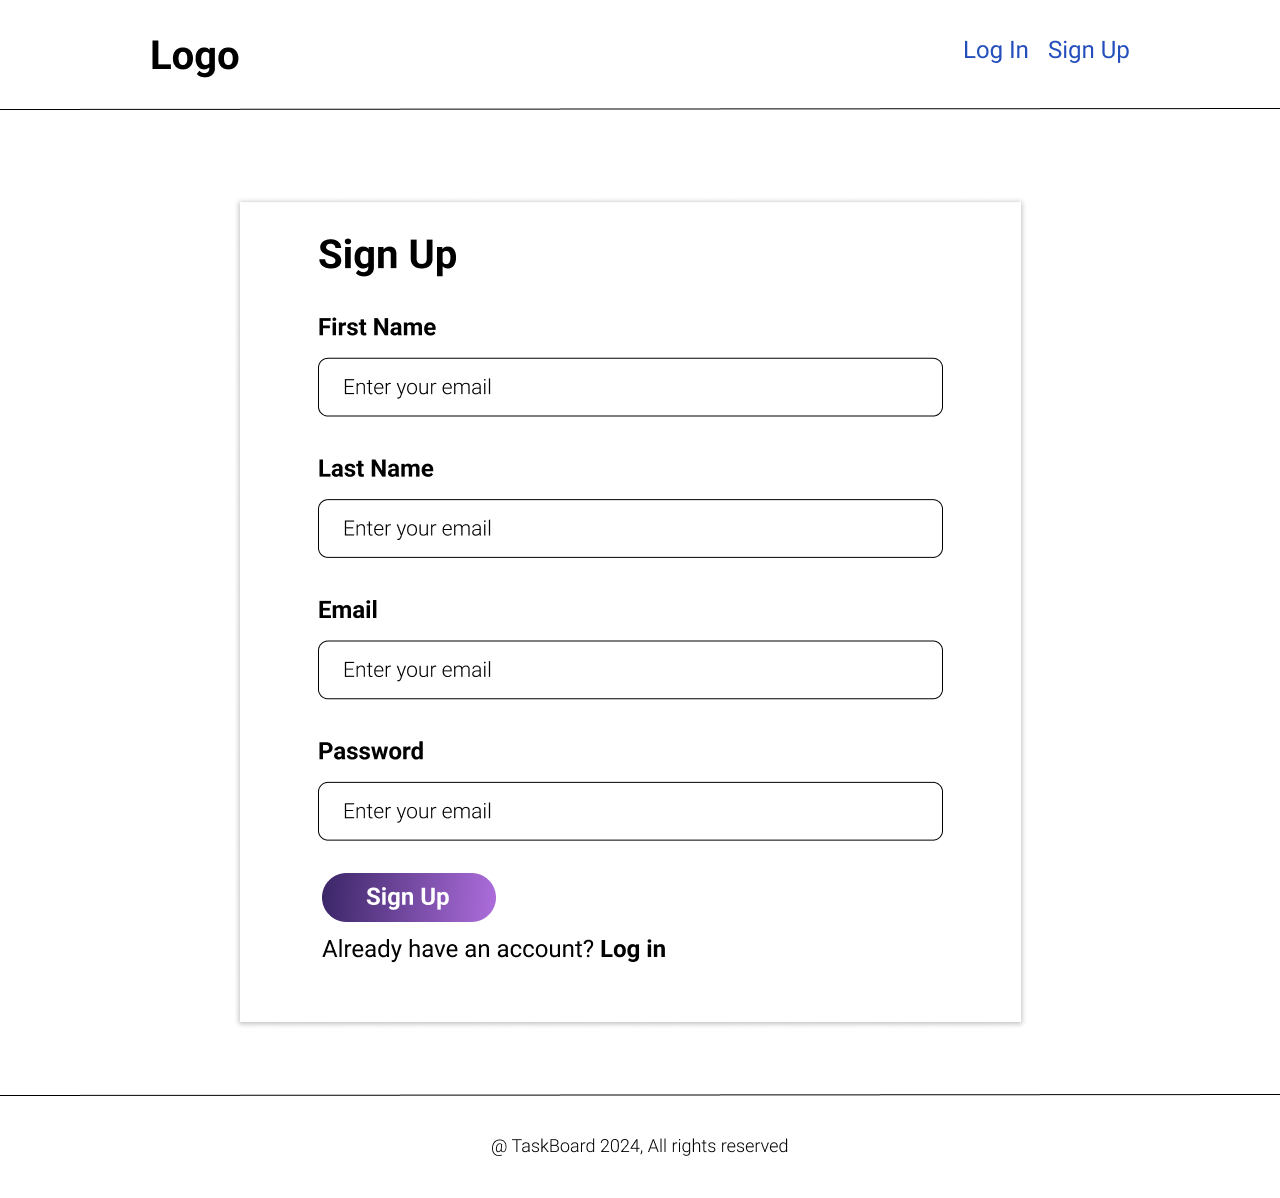 Logo
Log In Sign Up
Sign Up
First Name
Enter your email
Last Name
Enter your email
Email
Enter your email
Password
Enter your email
Sign Up
Already have an account? Log in
@ TaskBoard 2024, All rights reserved